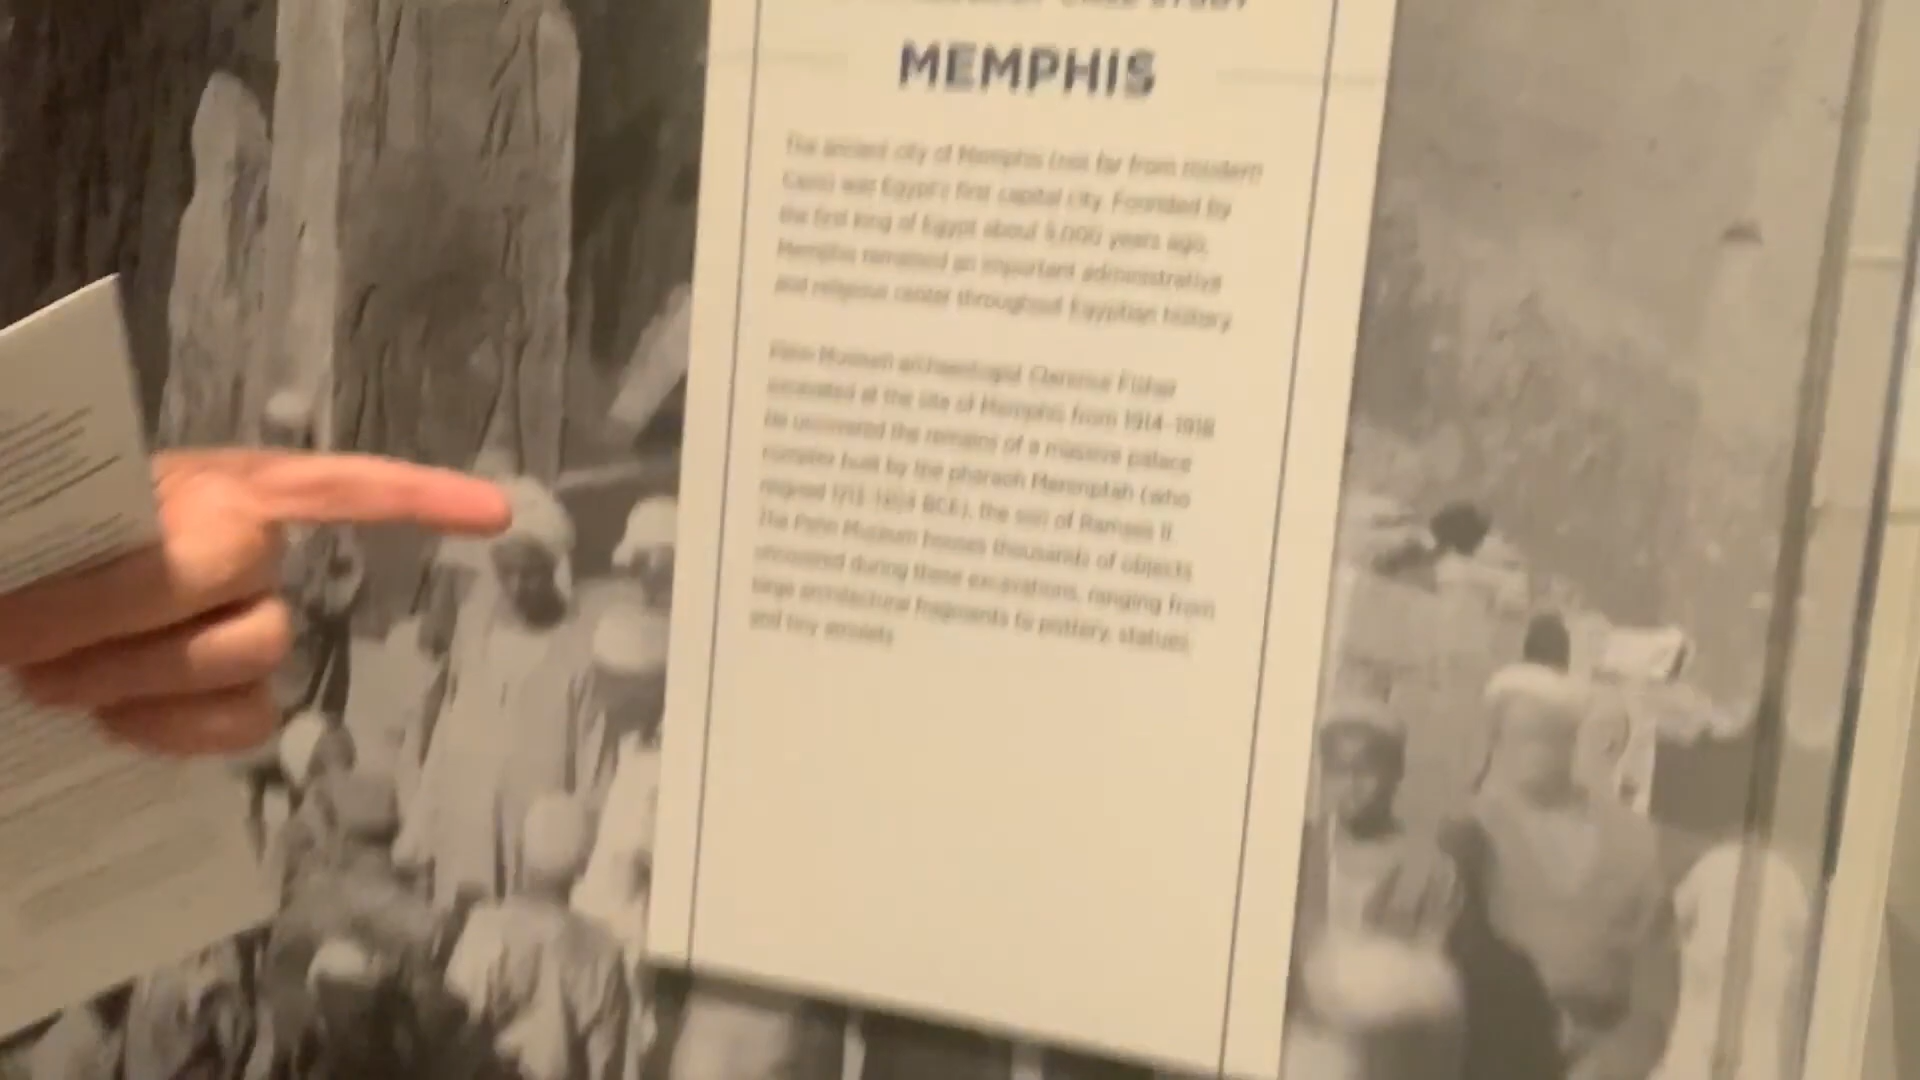 CASE STUDY
MEMPHIS
The ancient city of Memphis (not far from modern
Cairo) was Egypt's first capital city. Founded by
the first king of Egypt about 5,000 years ago,
Memphis remained an important administrative
and religious center throughout Egyptian history.
Penn Museum archaeologist Clarence Fisher
excavated at the site of Memphis from 1914–1918.
He uncovered the remains of a massive palace
complex built by the pharaoh Merenptah (who
reigned BCE), the son of Ramses II.
The Penn Museum houses thousands of objects
uncovered during these excavations, ranging from
large architectural fragments to pottery, statues,
and tiny amulets.